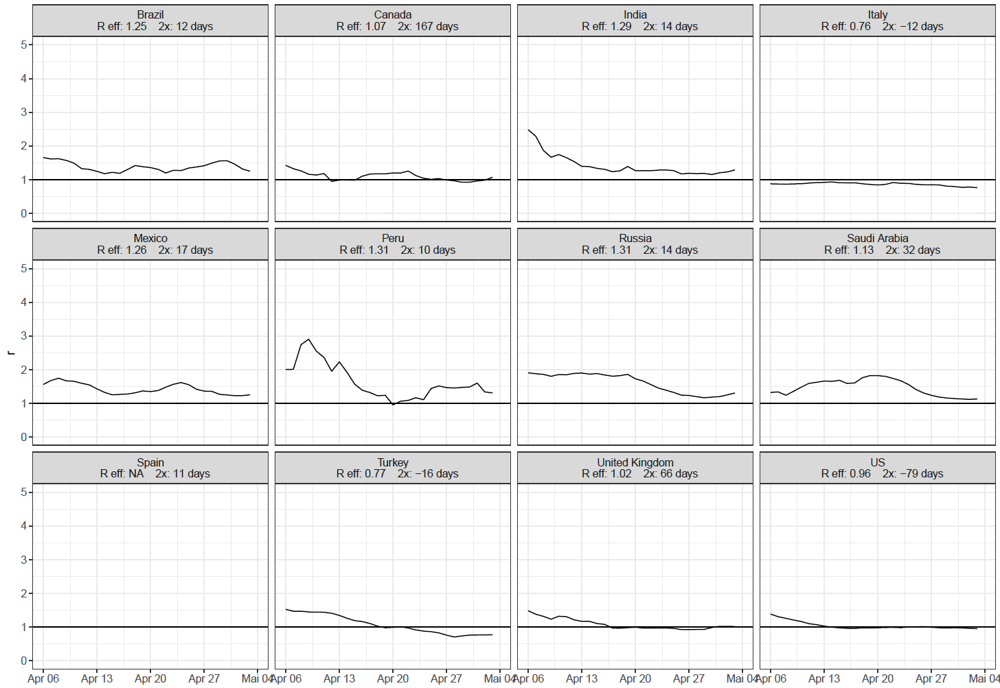 Brazil
R eff: 1.25 2x: 12 days
Canada
R eff: 1.07 2x: 167 days
India
R eff: 1.29 2x: 14 days
Italy
R eff: 0.76 2x: −12 days
5
4
3
2
1
0
Mexico
R eff: 1.26 2x: 17 days
Peru
R eff: 1.31 2x: 10 days
Russia
R eff: 1.31 2x: 14 days
Saudi Arabia
R eff: 1.13 2x: 32 days
5
4
3
2
1
0
r
Spain
R eff: NA 2x: 11 days
Turkey
R eff: 0.77 2x: −16 days
United Kingdom
R eff: 1.02 2x: 66 days
US
R eff: 0.96 2x: −79 days
5
4
3
2
1
0
Apr 06 Apr 13 Apr 20 Apr 27 Mai 04
Apr 06 Apr 13 Apr 20 Apr 27 Mai 04
Apr 06 Apr 13 Apr 20 Apr 27 Mai 04
Apr 06 Apr 13 Apr 20 Apr 27 Mai 04